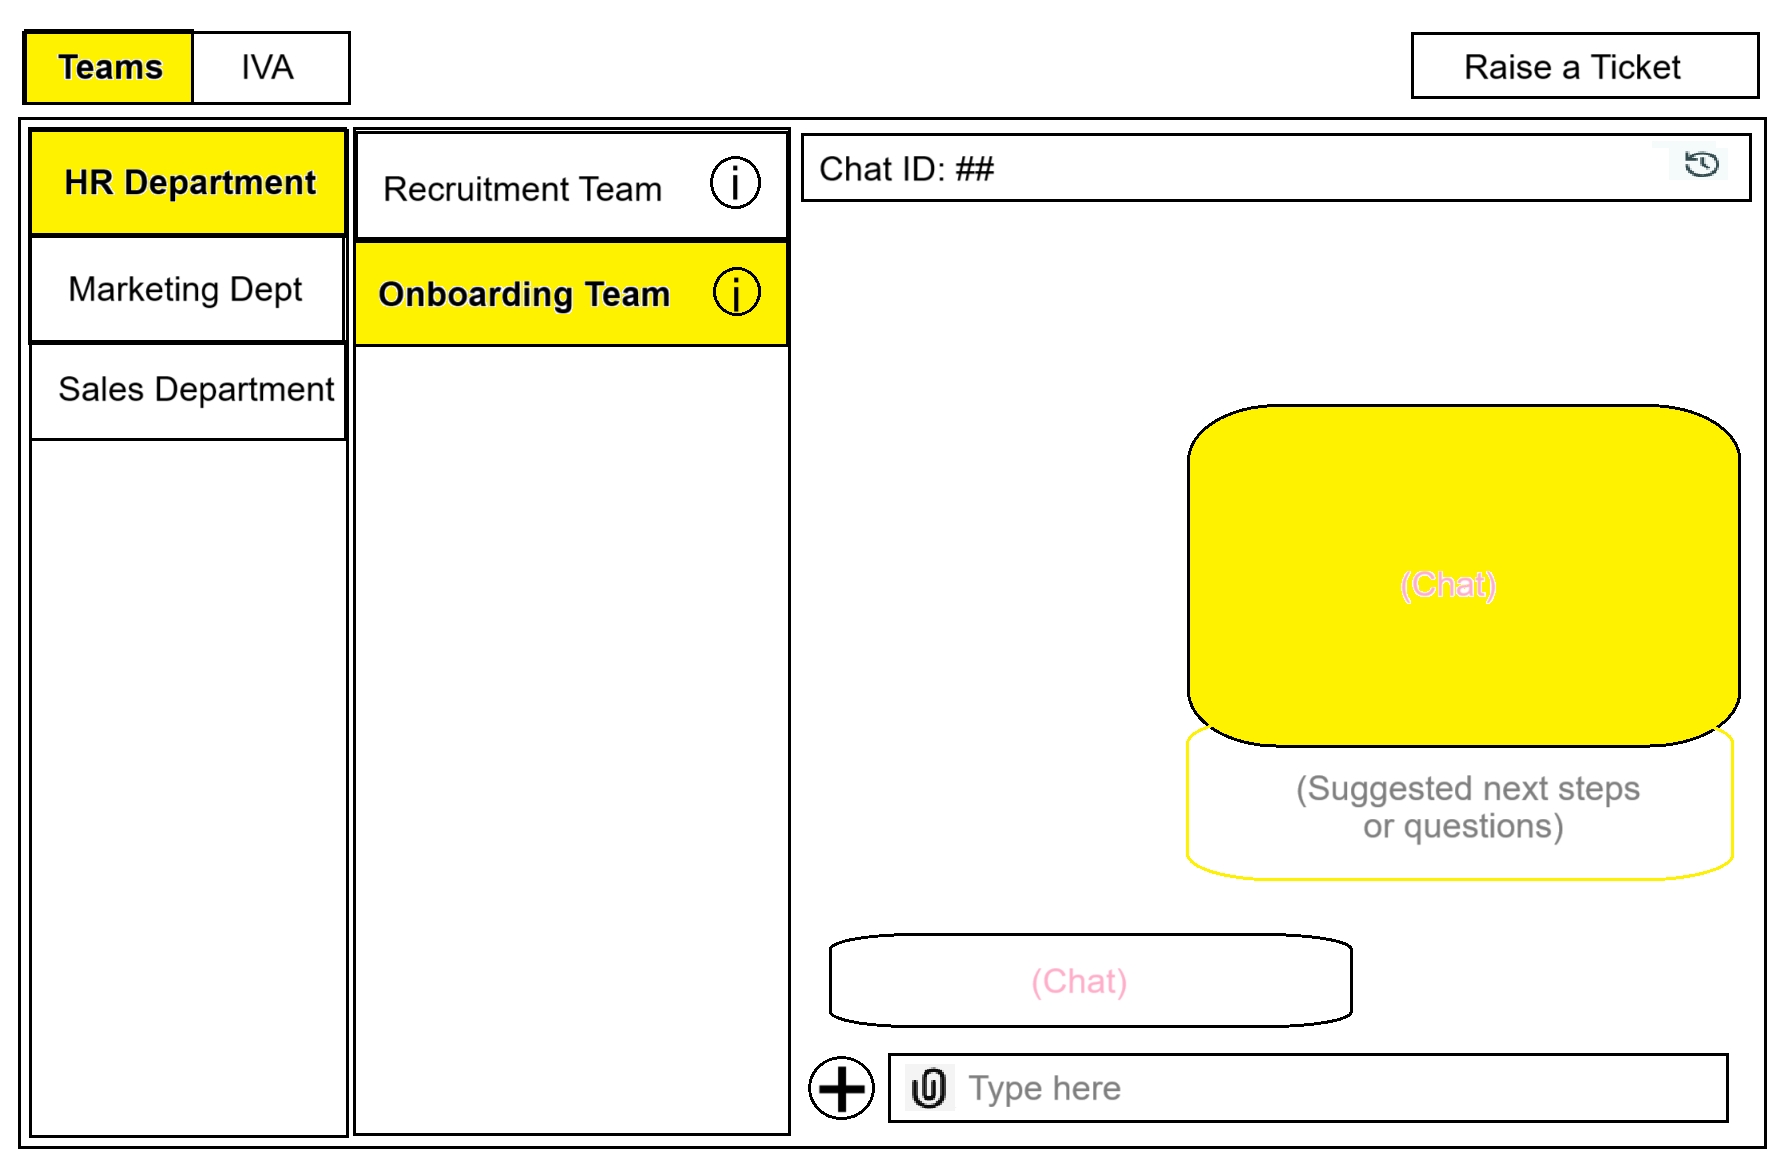 Teams
IVA
Raise a Ticket
HR Department
Marketing Dept
Sales Department
Recruitment Team
i
Onboarding Team
i
Chat ID: ##
(Chat)
(Suggested next steps
or questions)
(Chat)
Type here